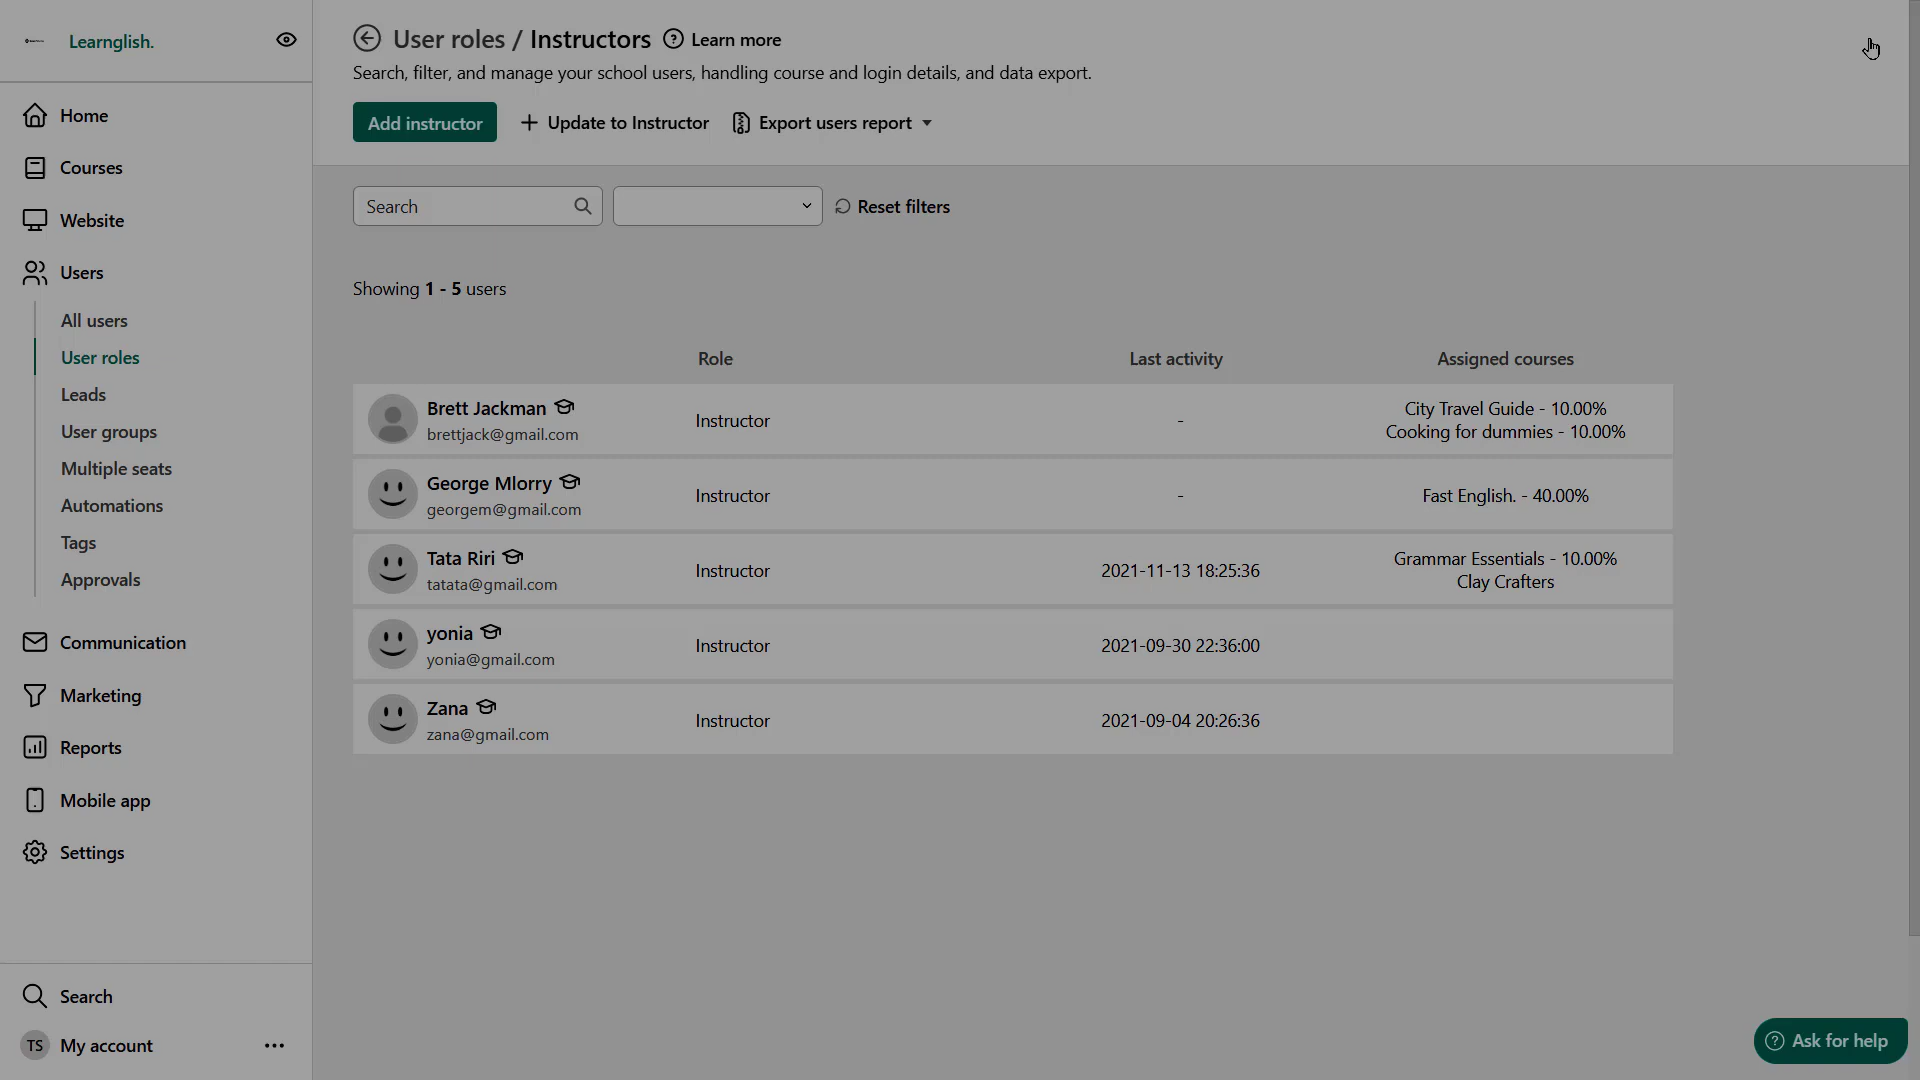 Learnglish.
Home
Courses
Website
Users
All users
User roles
Leads
User groups
Multiple seats
Automations
Tags
Approvals
Communication
Marketing
Reports
Mobile app
Settings
Search
TS My account
User roles / Instructors Learn more
Search, filter, and manage your school users, handling course and login details, and data export.
Add instructor Update to Instructor Export users report
Search Reset filters
Showing 1 - 5 users
Role Last activity Assigned courses
Brett Jackman
brettjack@gmail.com
Instructor
-
City Travel Guide - 10.00%
Cooking for dummies - 10.00%
George Mlorry
georgem@gmail.com
Instructor
-
Fast English. - 40.00%
Tata Riri
tatata@gmail.com
Instructor
2021-11-13 18:25:36
Grammar Essentials - 10.00%
Clay Crafters
yonia
yonia@gmail.com
Instructor
2021-09-30 22:36:00
Zana
zana@gmail.com
Instructor
2021-09-04 20:26:36
Ask for help